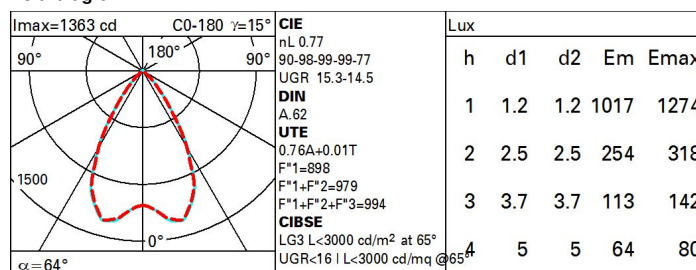 Imax=1363 cd C0-180 γ=15°
90° 180° 90°
1500
0°
α=64°
CIE
nL 0.77
90-98-99-99-77
UGR 15.3-14.5
DIN
A.62
UTE
0.76A+0.01T
F"1=898
F"1+F"2=979
F"1+F"2+F"3=994
CIBSE
LG3 L<3000 cd/m² at 65°
UGR<16 | L<3000 cd/mq @65°
Lux
h d1 d2 Em Emax
1 1.2 1.2 1017 1274
2 2.5 2.5 254 318
3 3.7 3.7 113 142
4 5 5 64 80